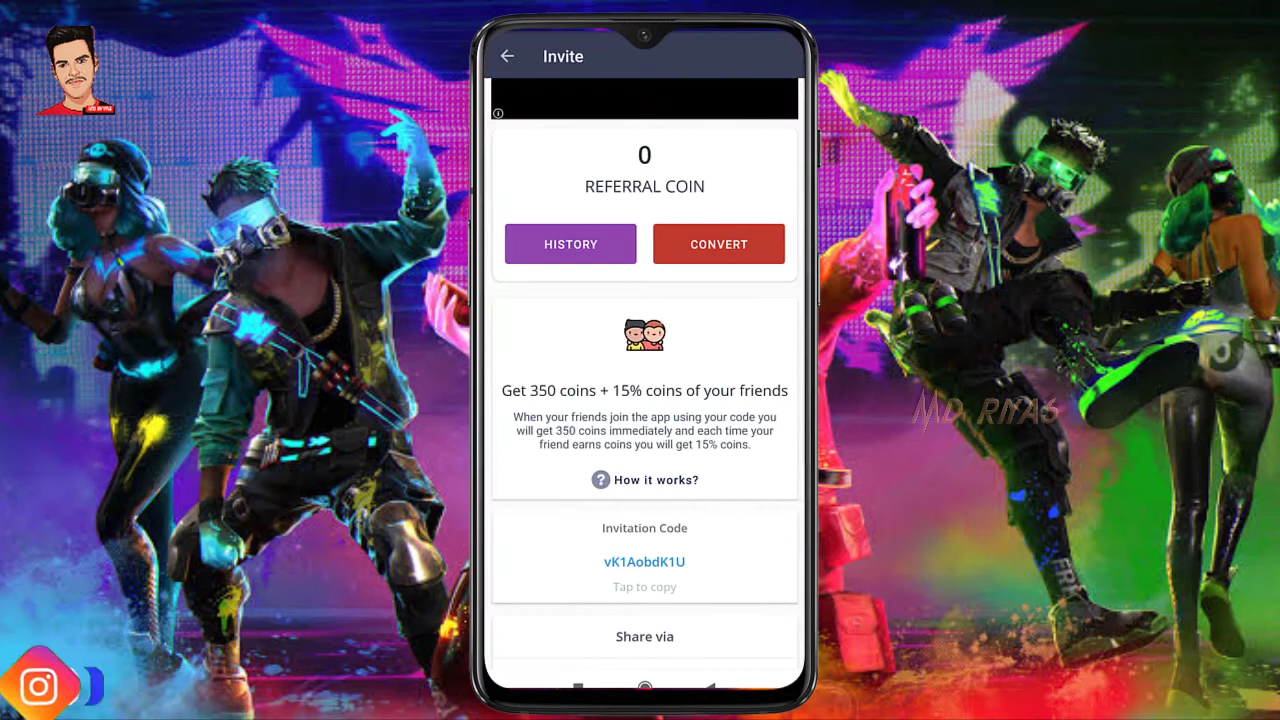 MD RIYAS
Invite
0
REFERRAL COIN
HISTORY
CONVERT
Get 350 coins + 15% coins of your friends
When your friends join the app using your code you
will get 350 coins immediately and each time your
friend earns coins you will get 15% coins.
? How it works?
Invitation Code
vK1AobdK1U
Tap to copy
Share via
MD RIYAS